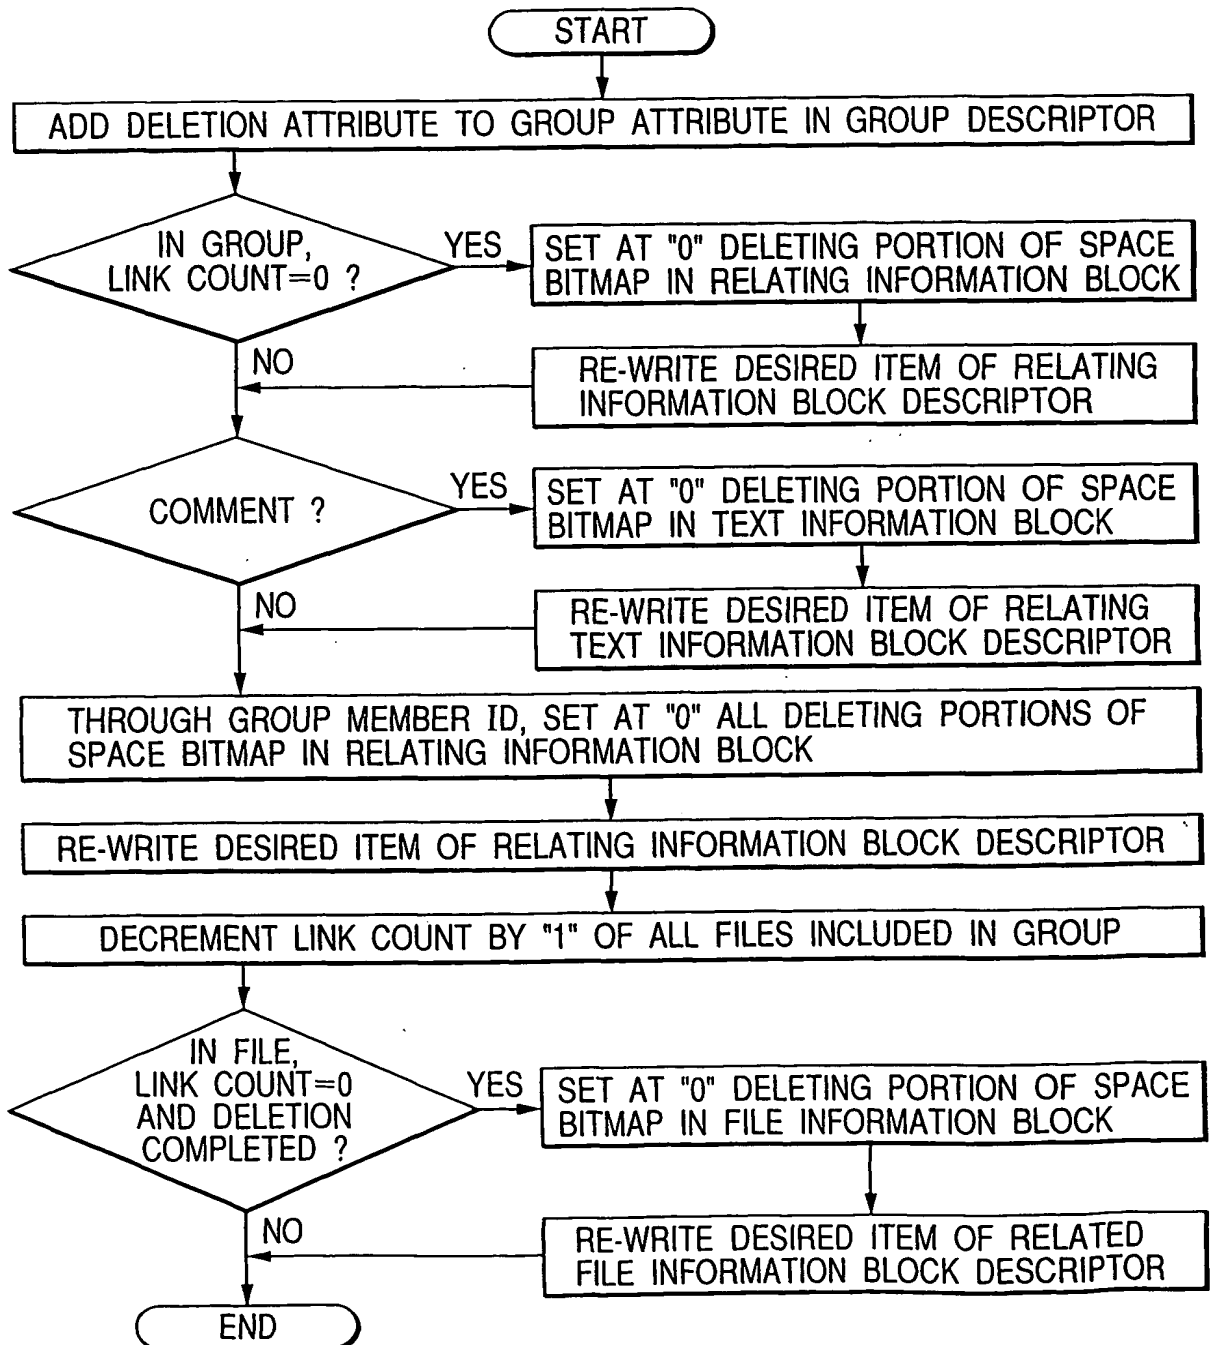 START
ADD DELETION ATTRIBUTE TO GROUP ATTRIBUTE IN GROUP DESCRIPTOR
IN GROUP,
LINK COUNT=0 ?
YES
SET AT "0" DELETING PORTION OF SPACE
BITMAP IN RELATING INFORMATION BLOCK
NO
RE-WRITE DESIRED ITEM OF RELATING
INFORMATION BLOCK DESCRIPTOR
COMMENT ?
YES
SET AT "0" DELETING PORTION OF SPACE
BITMAP IN TEXT INFORMATION BLOCK
NO
RE-WRITE DESIRED ITEM OF RELATING
TEXT INFORMATION BLOCK DESCRIPTOR
THROUGH GROUP MEMBER ID, SET AT "0" ALL DELETING PORTIONS OF
SPACE BITMAP IN RELATING INFORMATION BLOCK
RE-WRITE DESIRED ITEM OF RELATING INFORMATION BLOCK DESCRIPTOR
DECREMENT LINK COUNT BY "1" OF ALL FILES INCLUDED IN GROUP
IN FILE,
LINK COUNT=0
AND DELETION
COMPLETED ?
YES
SET AT "0" DELETING PORTION OF SPACE
BITMAP IN FILE INFORMATION BLOCK
NO
RE-WRITE DESIRED ITEM OF RELATED
FILE INFORMATION BLOCK DESCRIPTOR
END